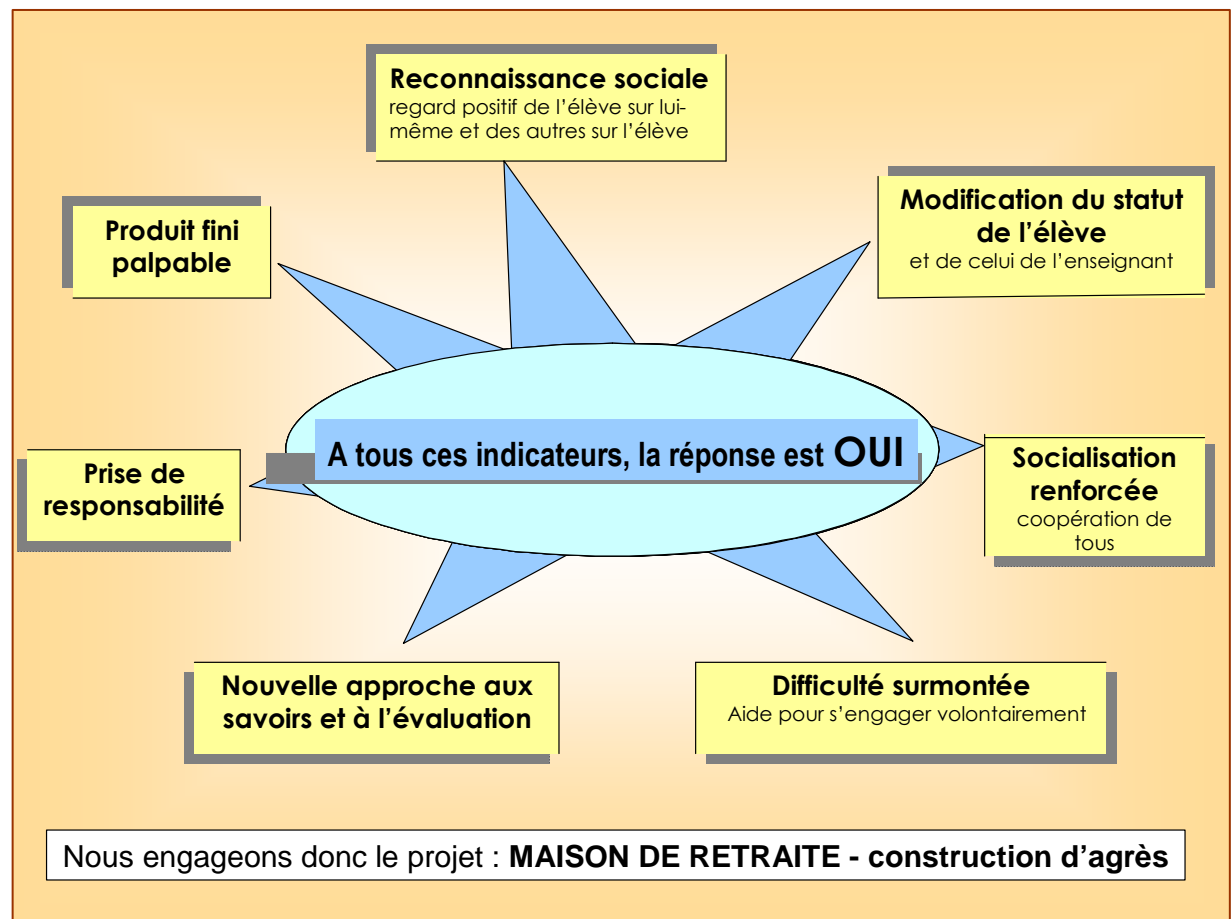 Reconnaissance sociale
regard positif de l'élève sur lui-
même et des autres sur l'élève
Produit fini
palpable
Modification du statut
de l'élève
et de celui de l'enseignant
A tous ces indicateurs, la réponse est OUI
Prise de
responsabilité
Socialisation
renforcée
coopération de
tous
Nouvelle approche aux
savoirs et à l'évaluation
Difficulté surmontée
Aide pour s'engager volontairement
Nous engageons donc le projet : MAISON DE RETRAITE - construction d'agrès